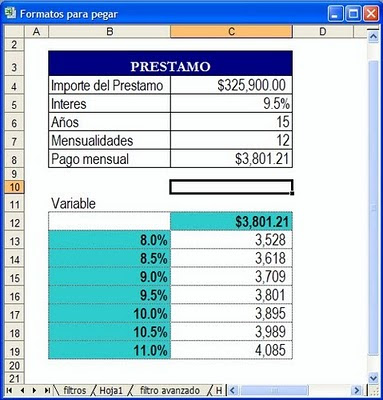 Formatos para pegar
A B C D
2
3 PRESTAMO
4 Importe del Prestamo $325,900.00
5 Interes 9.5%
6 Años 15
7 Mensualidades 12
8 Pago mensual $3,801.21
9
10
11 Variable
12 $3,801.21
13 8.0% 3,528
14 8.5% 3,618
15 9.0% 3,709
16 9.5% 3,801
17 10.0% 3,895
18 10.5% 3,989
19 11.0% 4,085
20
21
filtros Hoja1 filtro avanzado H